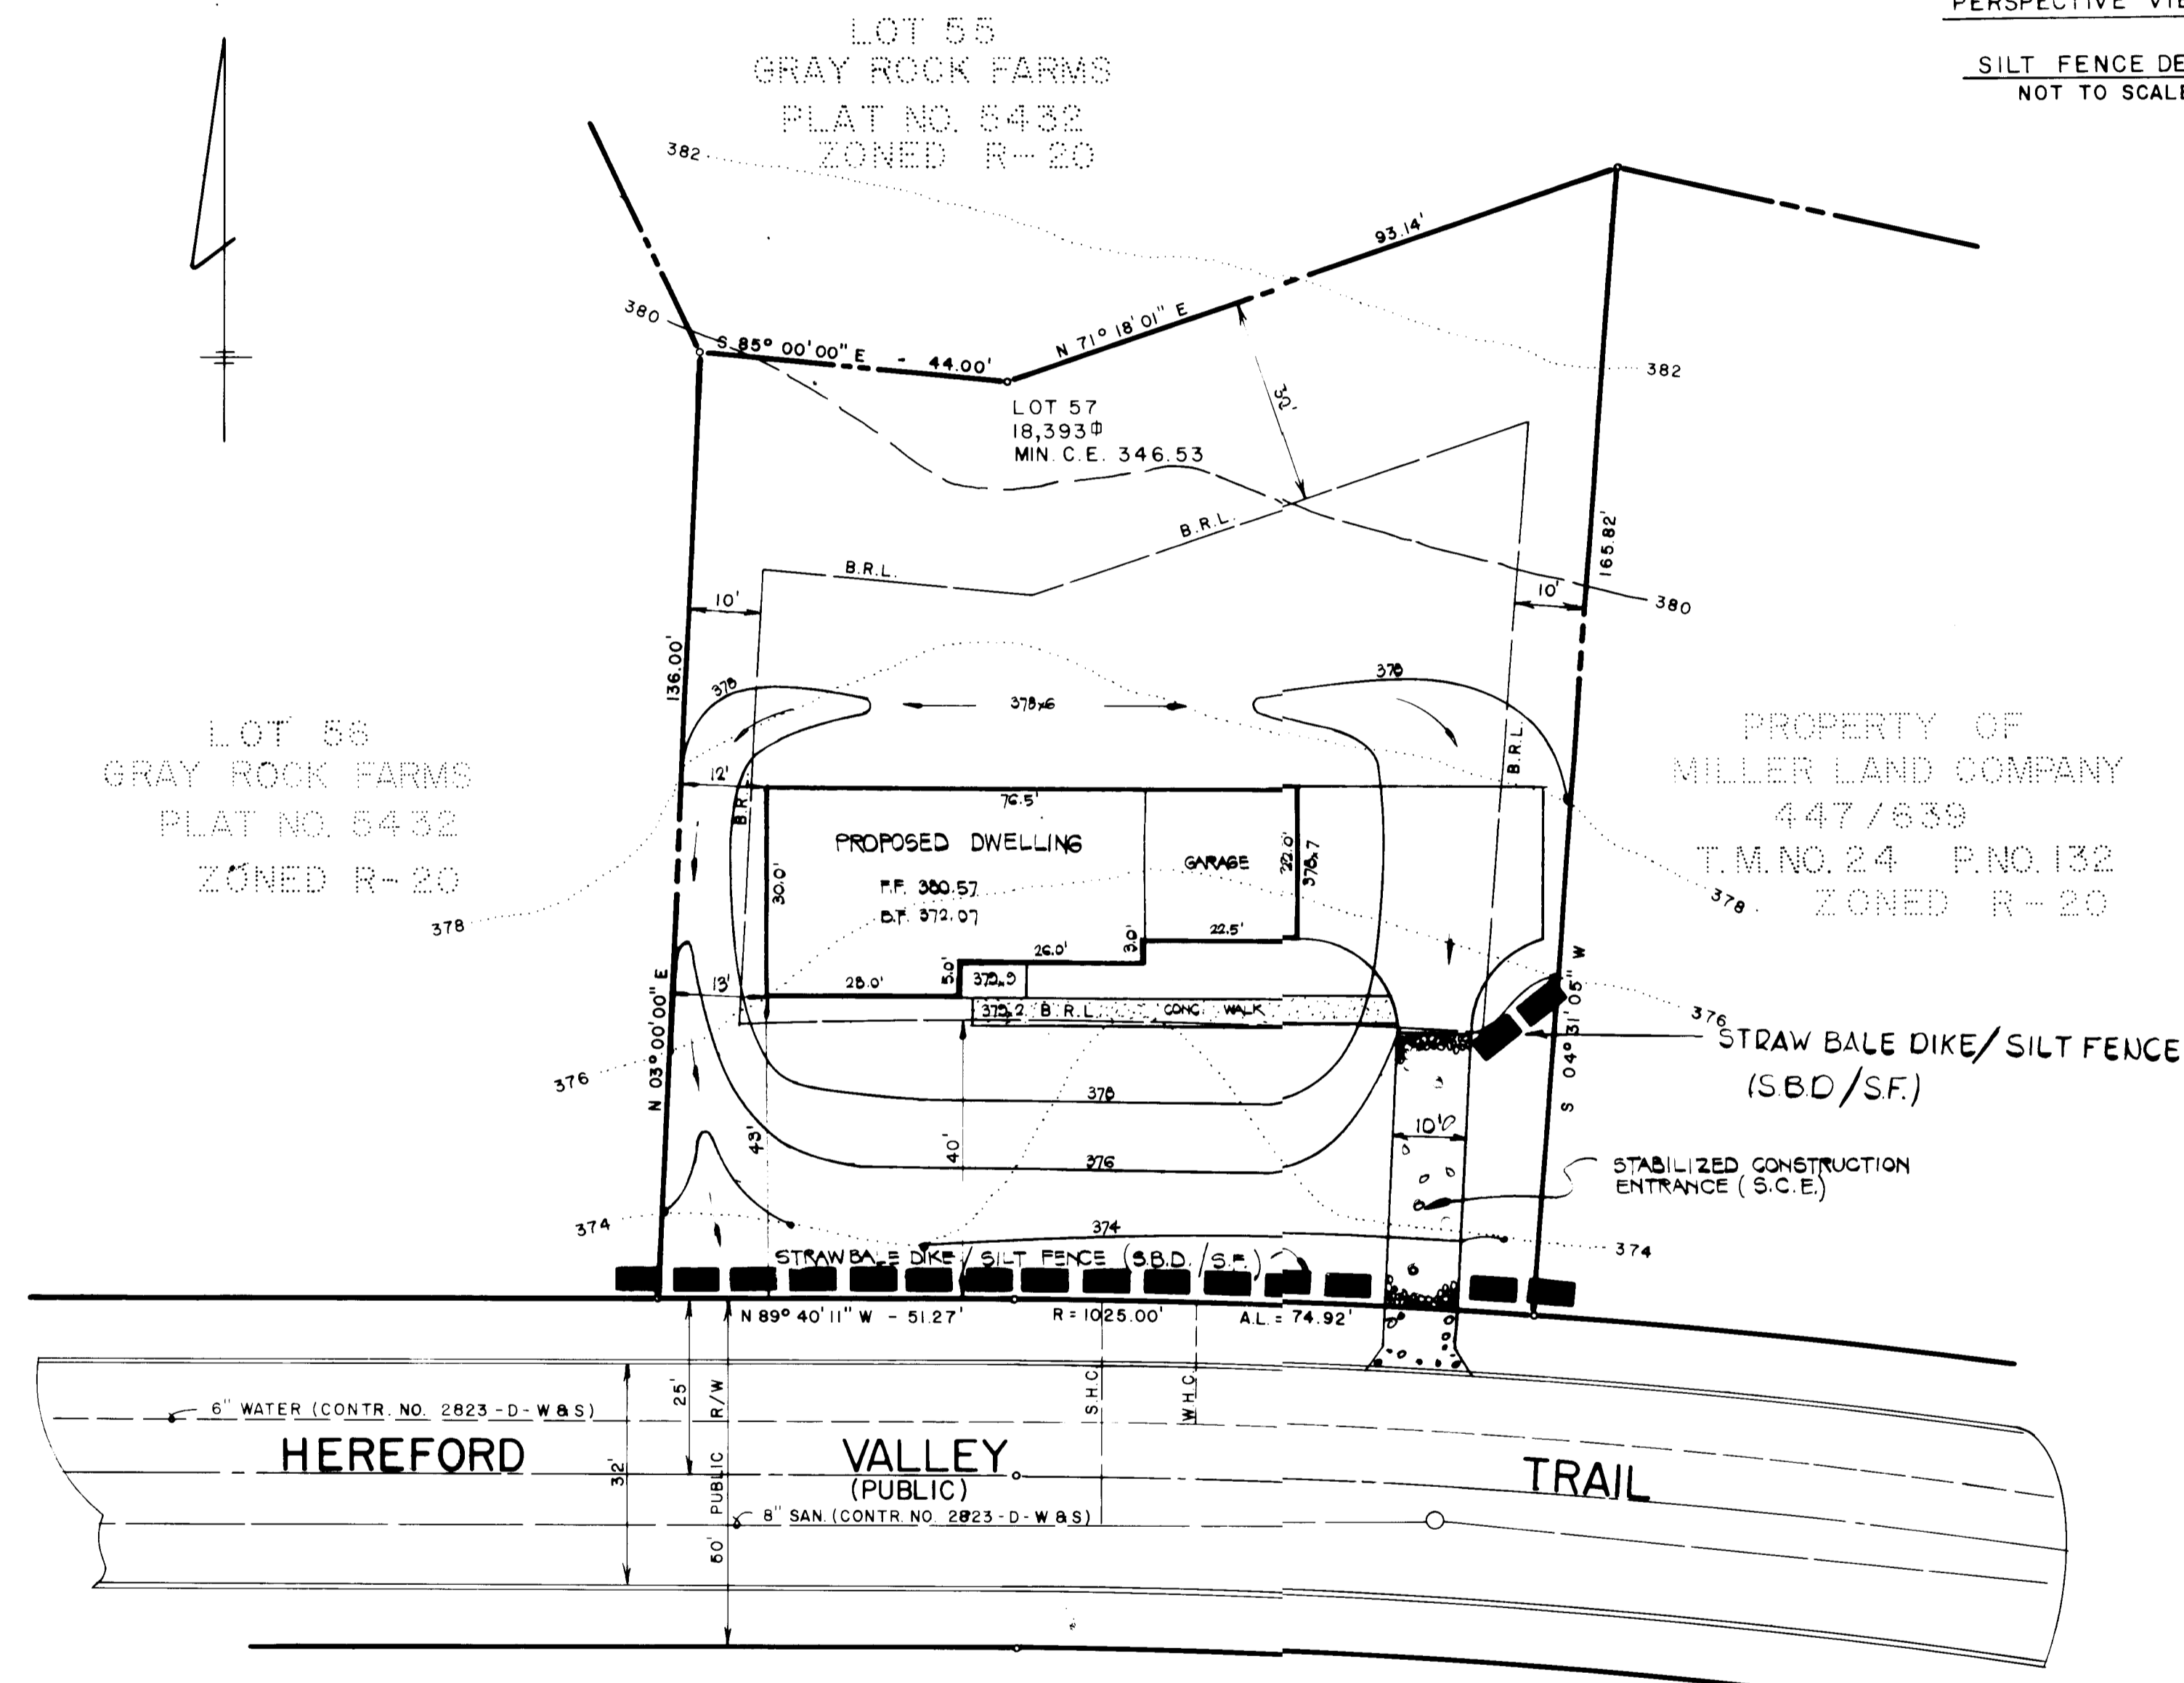 PERSPECTIVE
SILT FENCE
NOT TO SCALE
LOT 55
GRAY ROCK FARMS
PLAT NO. 5432
ZONED R-20
382
93.14'
380
S 85° 00' 00" E - 44.00'
N 71° 18' 01" E
382
LOT 57
18,393
MIN. C.E. 346.53
30'
B.R.L.
B.R.L.
165.82'
10'
10'
380
136.00'
378
378
378x6
LOT 56
GRAY ROCK FARMS
PLAT NO. 5432
ZONED R-20
PROPERTY OF
MILLER LAND COMPANY
447/639
T.M. NO. 24 P. NO. 132
ZONED R-20
12'
B.R.L.
B.R.L.
76.5'
PROPOSED DWELLING
GARAGE
22.0'
378.7
30.0'
F.F. 380.57
B.F. 372.07
378
378
22.5'
3.0'
26.0'
5.0'
28.0'
379.9
13'
379.2 B.R.L. CONC. WALK
376
STRAW BALE DIKE/SILT FENCE
(S.B.D/S.F.)
N 03° 00' 00" E
S 04° 31' 05" W
376
378
43'
40'
10'0
376
STABILIZED CONSTRUCTION
ENTRANCE (S.C.E.)
374
374
374
STRAW BALE DIKE/SILT FENCE (S.B.D./S.F.)
N 89° 40' 11" W - 51.27'
R = 1025.00'
A.L. = 74.92'
25'
50' PUBLIC R/W
S.H.C.
W.H.C.
6" WATER (CONTR. NO. 2823-D-W&S)
HEREFORD VALLEY TRAIL
(PUBLIC)
32'
8" SAN. (CONTR. NO. 2823-D-W&S)